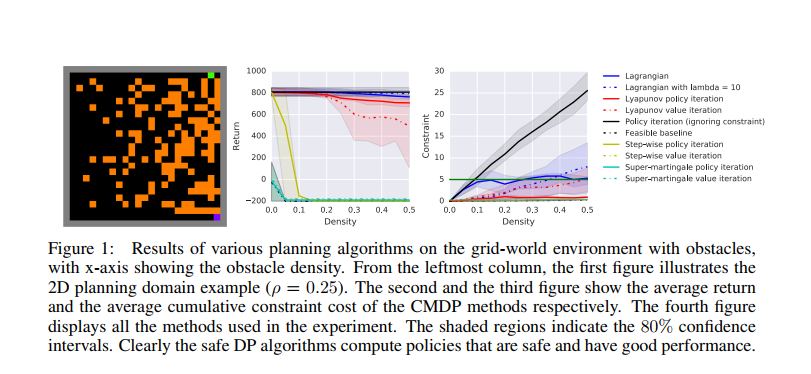 1000
800
600
400
200
0
−200
0.0 0.1 0.2 0.3 0.4 0.5
Density
Return
30
25
20
15
10
5
0
0.0 0.1 0.2 0.3 0.4 0.5
Density
Constraint
Lagrangian
Lagrangian with lambda = 10
Lyapunov policy iteration
Lyapunov value iteration
Policy iteration (ignoring constraint)
Feasible baseline
Step-wise policy iteration
Step-wise value iteration
Super-martingale policy iteration
Super-martingale value iteration
Figure 1: Results of various planning algorithms on the grid-world environment with obstacles,
with x-axis showing the obstacle density. From the leftmost column, the first figure illustrates the
2D planning domain example (ρ = 0.25). The second and the third figure show the average return
and the average cumulative constraint cost of the CMDP methods respectively. The fourth figure
displays all the methods used in the experiment. The shaded regions indicate the 80% confidence
intervals. Clearly the safe DP algorithms compute policies that are safe and have good performance.